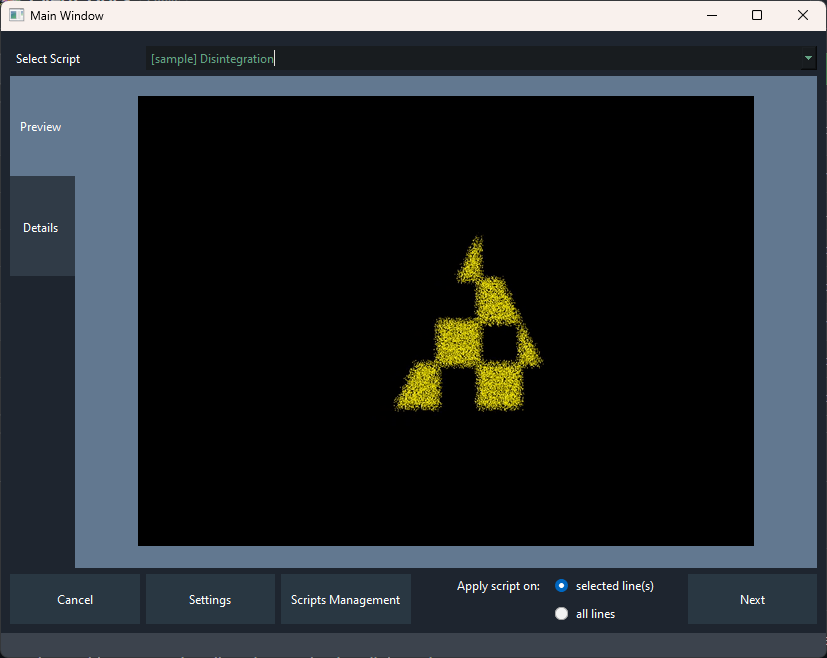 Main Window
Select Script
[sample] Disintegration
Preview
Details
Cancel
Settings
Scripts Management
Apply script on:
selected line(s)
all lines
Next